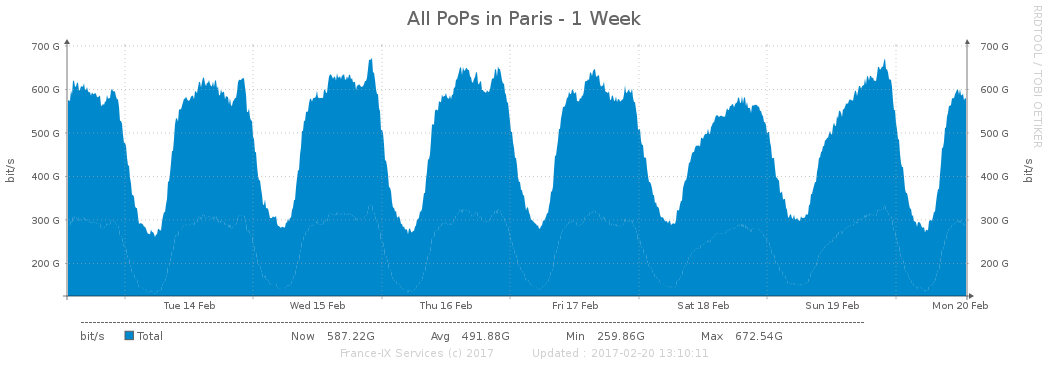 All PoPs in Paris - 1 Week
RRDTOOL / TOBI OETIKER
700 G 700 G
600 G 600 G
500 G 500 G
400 G 400 G
300 G 300 G
200 G 200 G
bit/s bit/s
Tue 14 Feb Wed 15 Feb Thu 16 Feb Fri 17 Feb Sat 18 Feb Sun 19 Feb Mon 20 Feb
bit/s Total Now 587.22G Avg 491.88G Min 259.86G Max 672.54G
France-IX Services (c) 2017 Updated : 2017-02-20 13:10:11